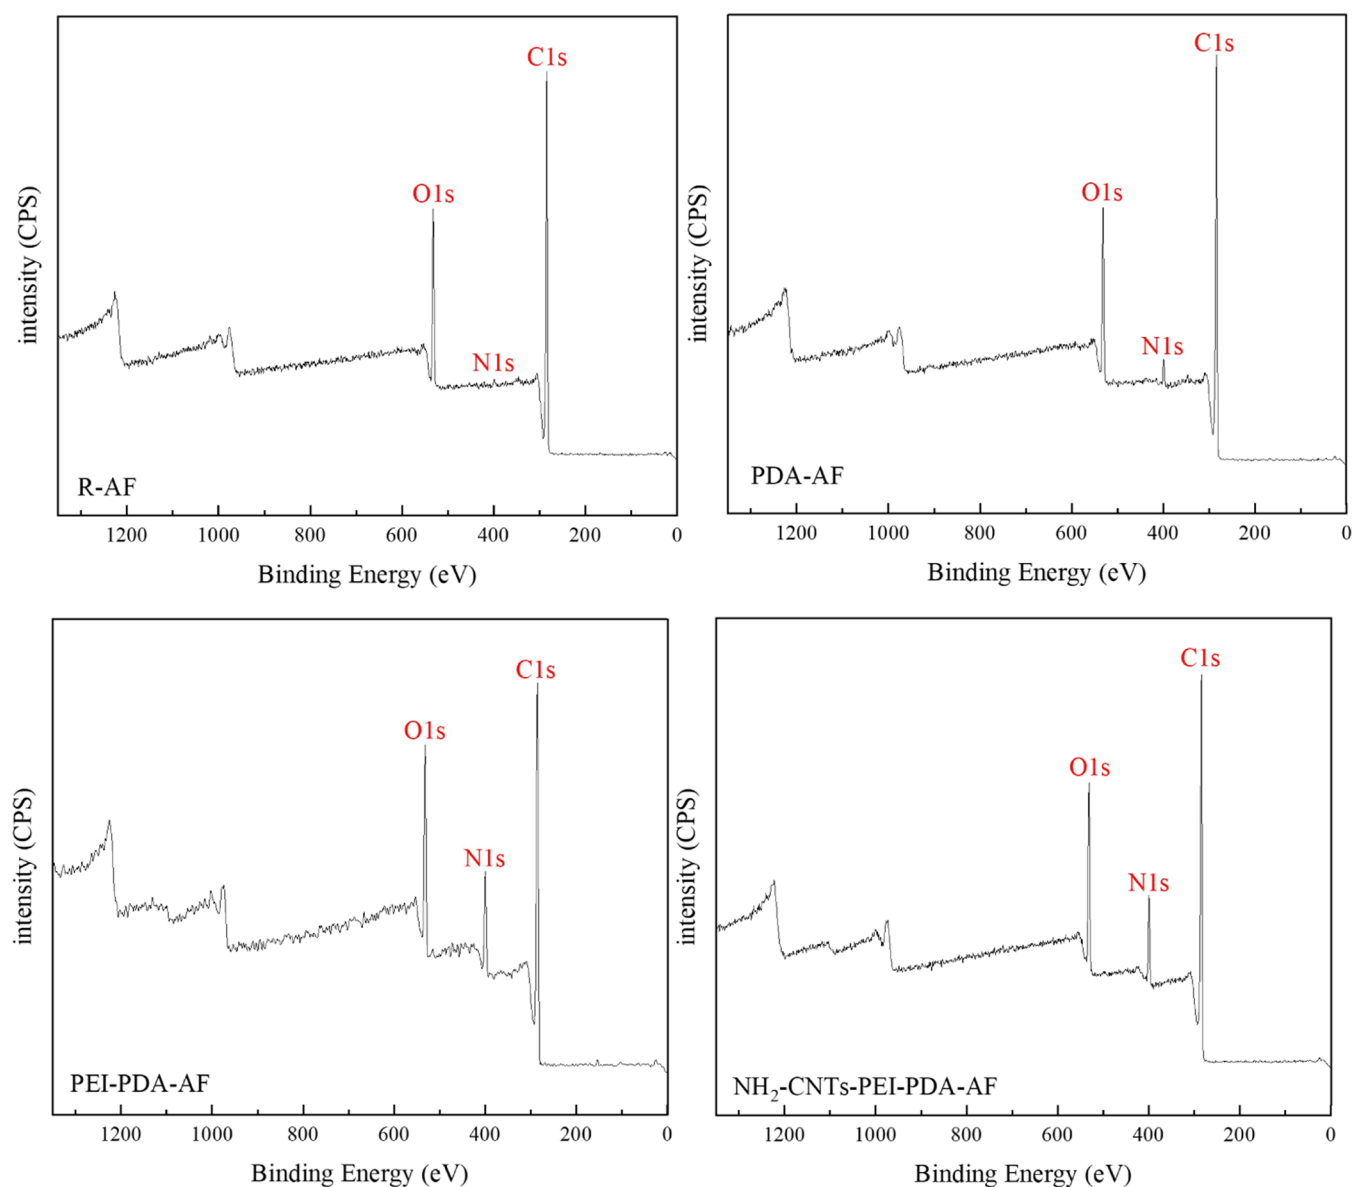 C1s
O1s
N1s
intensity (CPS)
R-AF
1200 1000 800 600 400 200 0
Binding Energy (eV)
C1s
O1s
N1s
intensity (CPS)
PDA-AF
1200 1000 800 600 400 200 0
Binding Energy (eV)
C1s
O1s
N1s
intensity (CPS)
PEI-PDA-AF
1200 1000 800 600 400 200 0
Binding Energy (eV)
C1s
O1s
N1s
intensity (CPS)
NH₂-CNTs-PEI-PDA-AF
1200 1000 800 600 400 200 0
Binding Energy (eV)